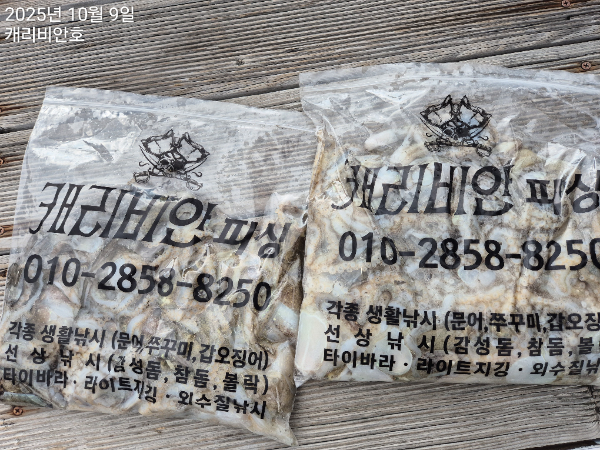 2025년 10월 9일
캐리비안호
캐리비안 피싱
010-2858-8250
각종 생활낚시 (문어,쭈꾸미,갑오징어)
선 상 낚 시 (감성돔, 참돔, 볼락)
타이바라 · 라이트지깅 · 외수질낚시
캐리비안 피싱
010-2858-8250
각종 생활낚시 (문어,쭈꾸미,갑오징어
선 상 낚 시 (감성돔, 참돔, 볼
타이바라 · 라이트지깅 · 외수질낚시